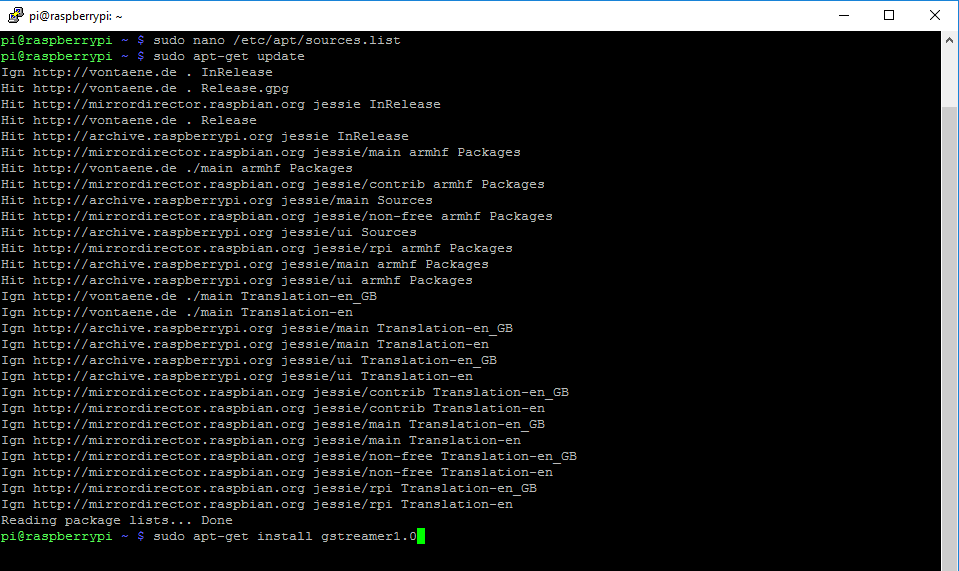 pi@raspberrypi: ~
pi@raspberrypi ~ $ sudo nano /etc/apt/sources.list
pi@raspberrypi ~ $ sudo apt-get update
Ign http://vontaene.de . InRelease
Hit http://vontaene.de . Release.gpg
Hit http://mirrordirector.raspbian.org jessie InRelease
Hit http://vontaene.de . Release
Hit http://archive.raspberrypi.org jessie InRelease
Hit http://mirrordirector.raspbian.org jessie/main armhf Packages
Hit http://vontaene.de ./main armhf Packages
Hit http://mirrordirector.raspbian.org jessie/contrib armhf Packages
Hit http://archive.raspberrypi.org jessie/main Sources
Hit http://mirrordirector.raspbian.org jessie/non-free armhf Packages
Hit http://archive.raspberrypi.org jessie/ui Sources
Hit http://mirrordirector.raspbian.org jessie/rpi armhf Packages
Hit http://archive.raspberrypi.org jessie/main armhf Packages
Hit http://archive.raspberrypi.org jessie/ui armhf Packages
Ign http://vontaene.de ./main Translation-en_GB
Ign http://vontaene.de ./main Translation-en
Ign http://archive.raspberrypi.org jessie/main Translation-en_GB
Ign http://archive.raspberrypi.org jessie/main Translation-en
Ign http://archive.raspberrypi.org jessie/ui Translation-en_GB
Ign http://archive.raspberrypi.org jessie/ui Translation-en
Ign http://mirrordirector.raspbian.org jessie/contrib Translation-en_GB
Ign http://mirrordirector.raspbian.org jessie/contrib Translation-en
Ign http://mirrordirector.raspbian.org jessie/main Translation-en_GB
Ign http://mirrordirector.raspbian.org jessie/main Translation-en
Ign http://mirrordirector.raspbian.org jessie/non-free Translation-en_GB
Ign http://mirrordirector.raspbian.org jessie/non-free Translation-en
Ign http://mirrordirector.raspbian.org jessie/rpi Translation-en_GB
Ign http://mirrordirector.raspbian.org jessie/rpi Translation-en
Reading package lists... Done
pi@raspberrypi ~ $ sudo apt-get install gstreamer1.0